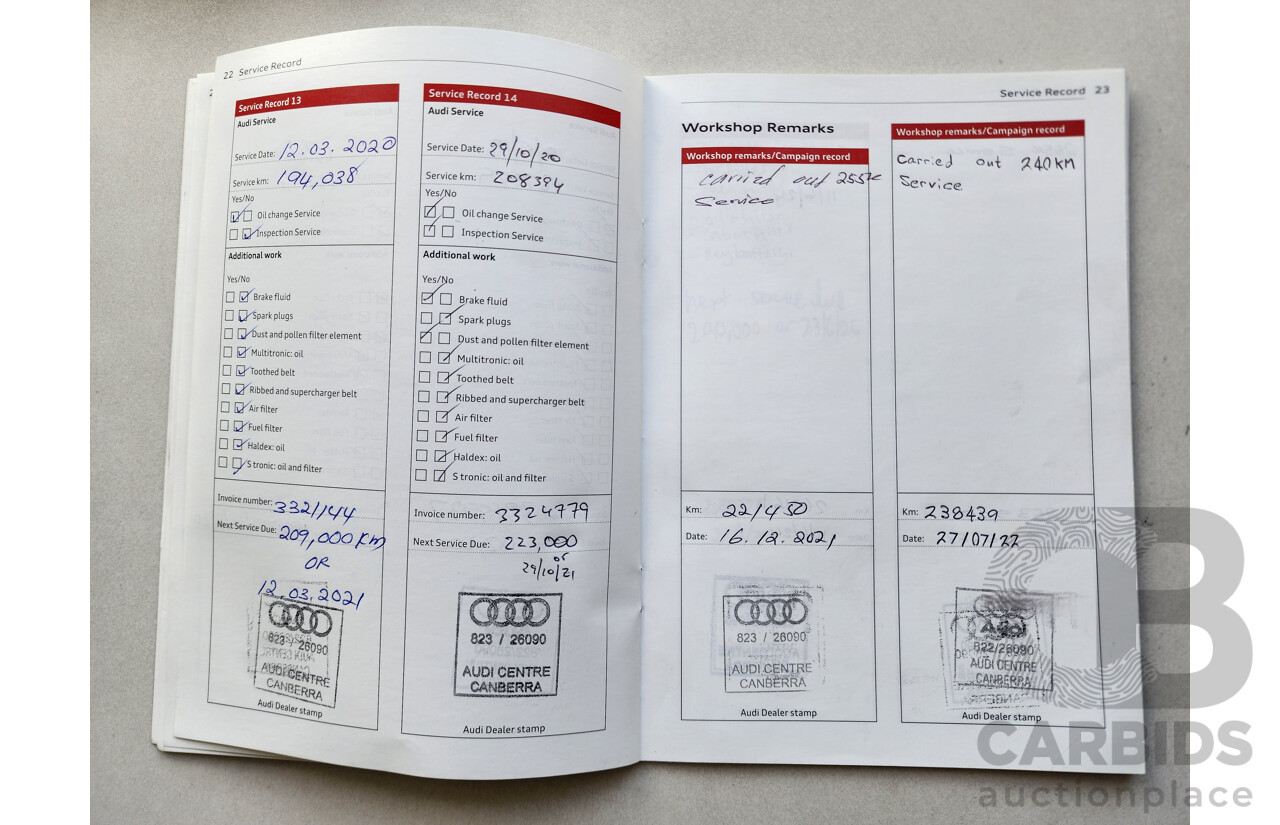 22 Service Record
Service Record 13
Audi Service
Service Date: 12.03.2020
Service km: 194,038
Yes/No
Oil change Service
Inspection Service
Additional work
Yes/No
Brake fluid
Spark plugs
Dust and pollen filter element
Multitronic: oil
Toothed belt
Ribbed and supercharger belt
Air filter
Fuel filter
Haldex: oil
S tronic: oil and filter
Invoice number: 3321144
Next Service Due: 209,000 km
OR
12.03.2021
823 / 26090
AUDI CENTRE
CANBERRA
Audi Dealer stamp
Service Record 14
Audi Service
Service Date: 29/10/20
Service km: 208394
Yes/No
Oil change Service
Inspection Service
Additional work
Yes/No
Brake fluid
Spark plugs
Dust and pollen filter element
Multitronic: oil
Toothed belt
Ribbed and supercharger belt
Air filter
Fuel filter
Haldex: oil
S tronic: oil and filter
Invoice number: 3324779
Next Service Due: 223,000
or
29/10/21
823 / 26090
AUDI CENTRE
CANBERRA
Audi Dealer stamp
Service Record 23
Workshop Remarks
Workshop remarks/Campaign record
carried out 255k
Service
Km: 221450
Date: 16.12.2021
823 / 26090
AUDI CENTRE
CANBERRA
Audi Dealer stamp
Workshop remarks/Campaign record
Carried out 240KM
Service
Km: 238439
Date: 27/07/22
822/26090
AUDI CENTRE
CANBERRA
Audi Dealer stamp
CARBIDS
auctionplace